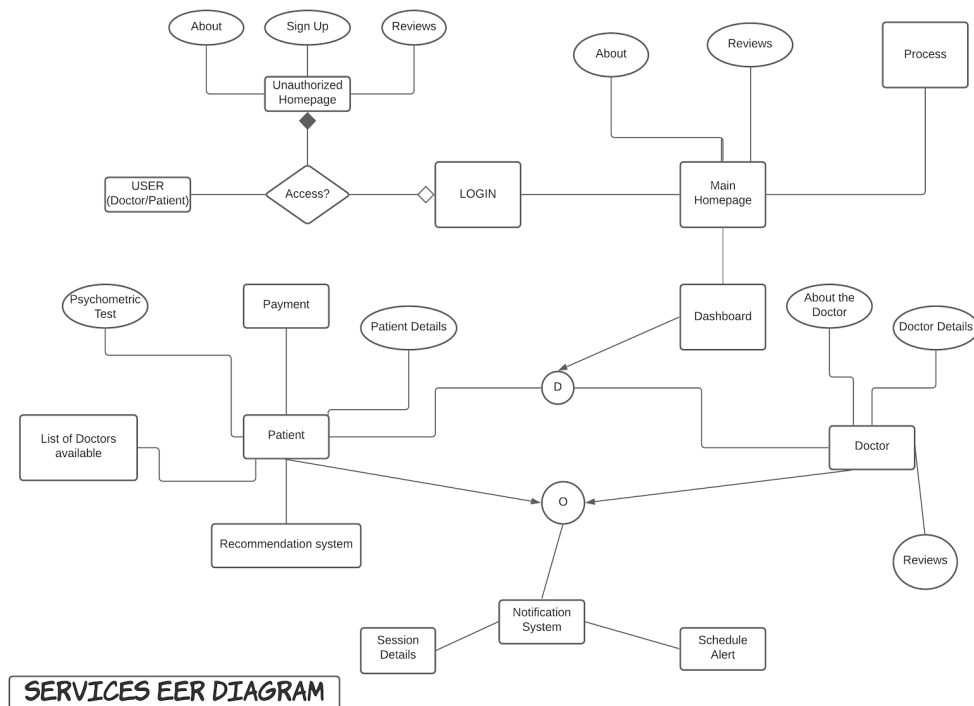 About
Sign Up
Reviews
Unauthorized
Homepage
About
Reviews
Process
USER
(Doctor/Patient)
Access?
LOGIN
Main
Homepage
Psychometric
Test
Payment
Patient Details
Dashboard
About the
Doctor
Doctor Details
D
List of Doctors
available
Patient
Doctor
O
Recommendation system
Reviews
Notification
System
Session
Details
Schedule
Alert
SERVICES EER DIAGRAM